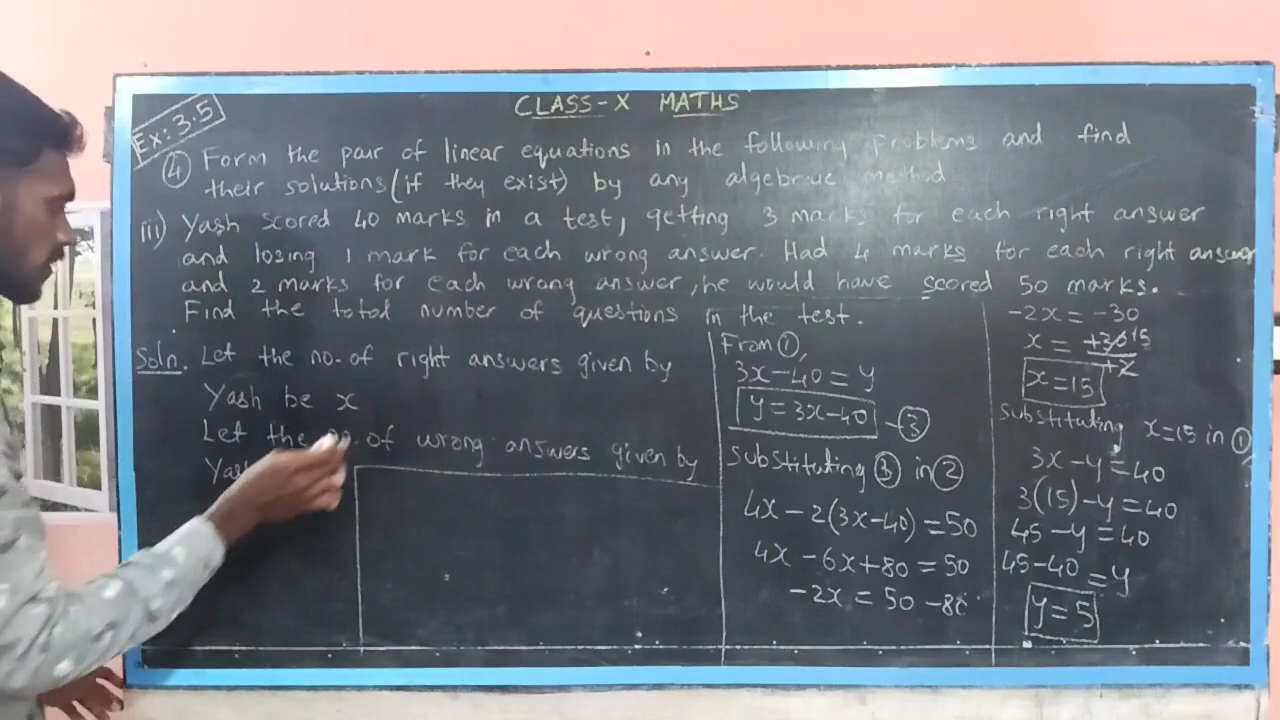 CLASS-X MATHS
Ex: 3.5
④ Form the pair of linear equations in the following problems and find
their solutions (if they exist) by any algebraic method
iii) Yash scored 40 marks in a test, getting 3 marks for each right answer
and losing 1 mark for each wrong answer. Had 4 marks for each right answer
and 2 marks for each wrong answer, he would have scored 50 marks.
Find the total number of questions in the test.
Soln. Let the no. of right answers given by
Yash be x
Let the no. of wrong answers given by
Yash
From ①,
3x-40 = y
y = 3x-40 -③
substituting ③ in ②
4x - 2(3x-40) = 50
4x - 6x+80 = 50
-2x = 50 -80
-2x = -30
x = +30 15
+2
x=15
substituting x=15 in ①
3x-y=40
3(15)-y=40
45-y=40
45-40 = y
y=5